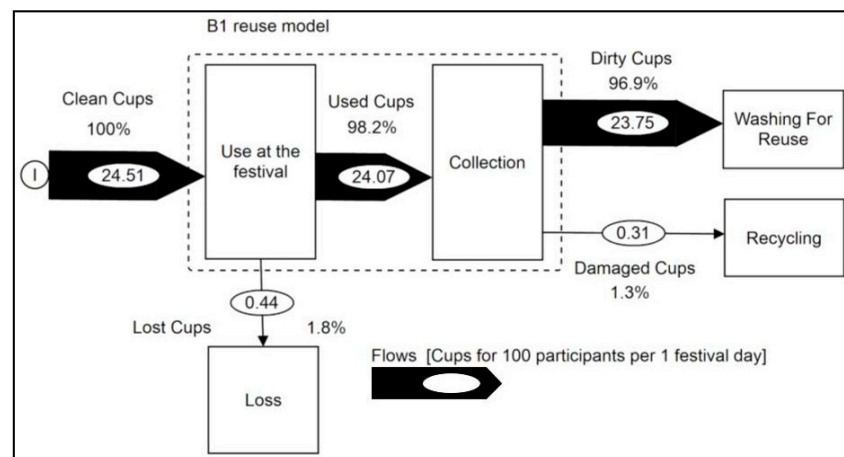 B1 reuse model
Clean Cups
100%
I
24.51
Use at the
festival
Used Cups
98.2%
24.07
Collection
Dirty Cups
96.9%
23.75
Washing For
Reuse
0.31
Damaged Cups
1.3%
Recycling
0.44
Lost Cups 1.8%
Loss
Flows [Cups for 100 participants per 1 festival day]